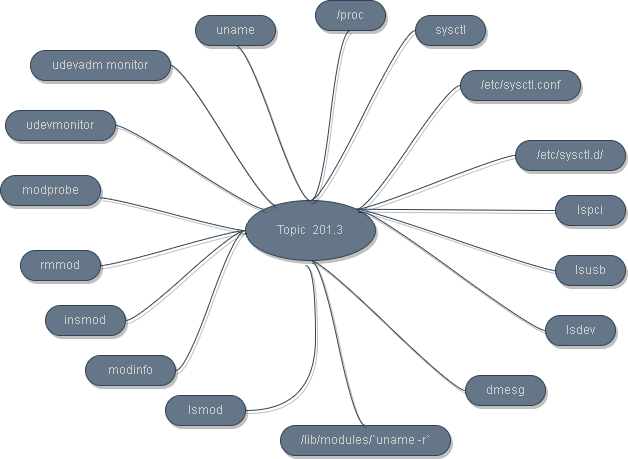 /proc
uname
sysctl
udevadm monitor
/etc/sysctl.conf
udevmonitor
/etc/sysctl.d/
modprobe
lspci
Topic 201.3
rmmod
lsusb
insmod
lsdev
modinfo
dmesg
lsmod
/lib/modules/`uname -r`